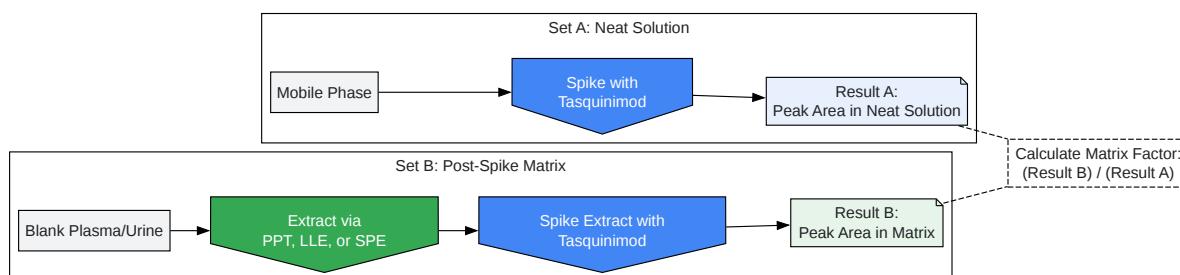 Set A: Neat Solution
Mobile Phase
Spike with
Tasquinimod
Result A:
Peak Area in Neat Solution
Calculate Matrix Factor:
(Result B) / (Result A)
Set B: Post-Spike Matrix
Blank Plasma/Urine
Extract via
PPT, LLE, or SPE
Spike Extract with
Tasquinimod
Result B:
Peak Area in Matrix